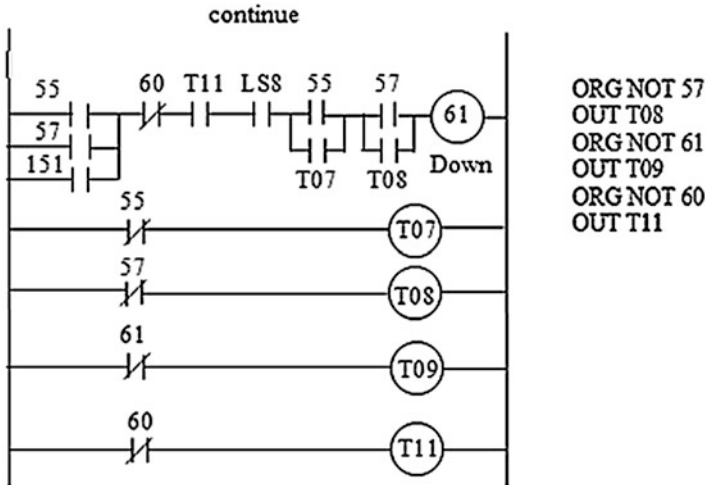 continue
55 60 T11 LS8 55 57
57
151
61
T07 T08 Down
55
T07
57
T08
61
T09
60
T11
ORG NOT 57
OUT T08
ORG NOT 61
OUT T09
ORG NOT 60
OUT T11